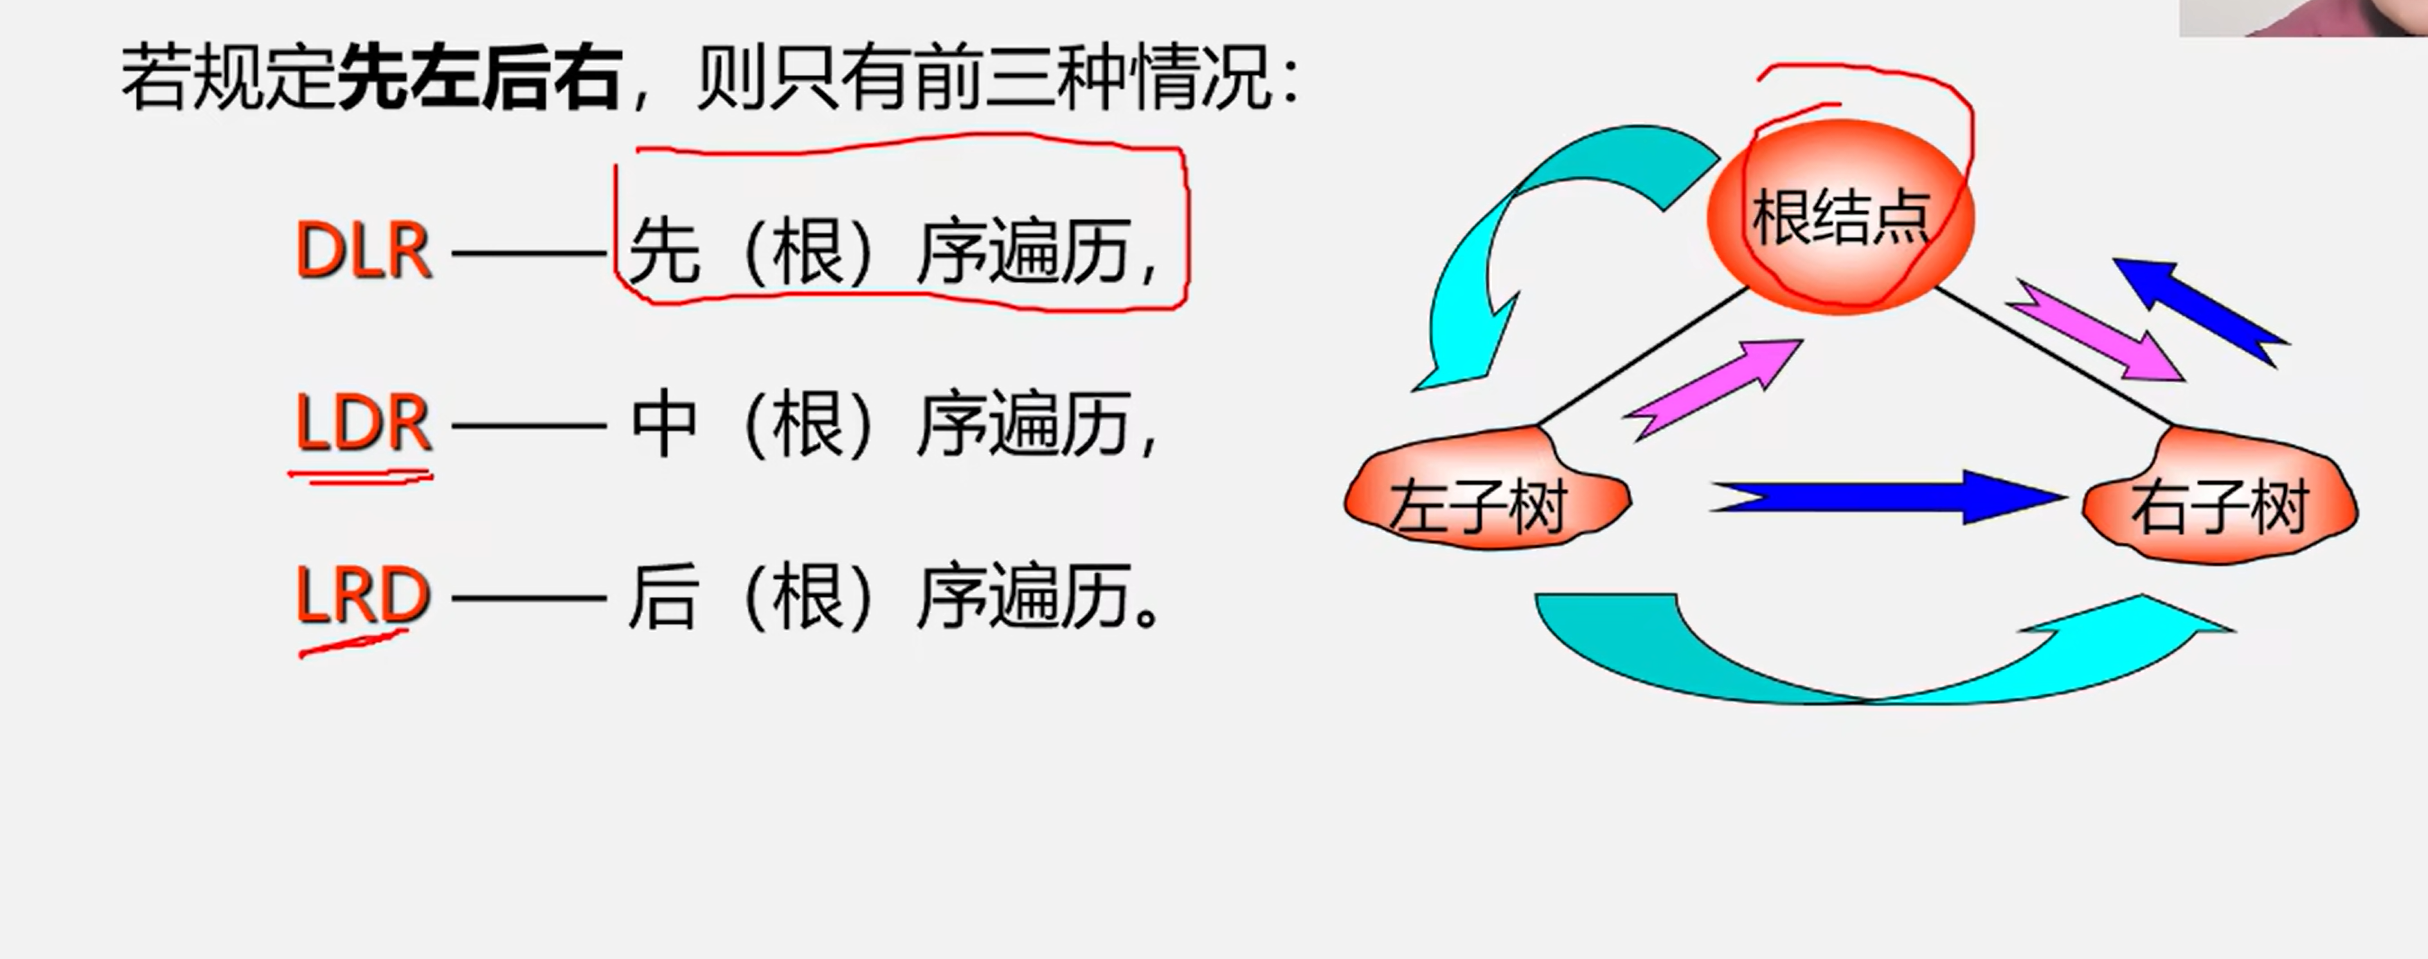 若规定先左后右，则只有前三种情况：
DLR —— 先（根）序遍历，
LDR —— 中（根）序遍历，
LRD —— 后（根）序遍历。
根结点
左子树
右子树